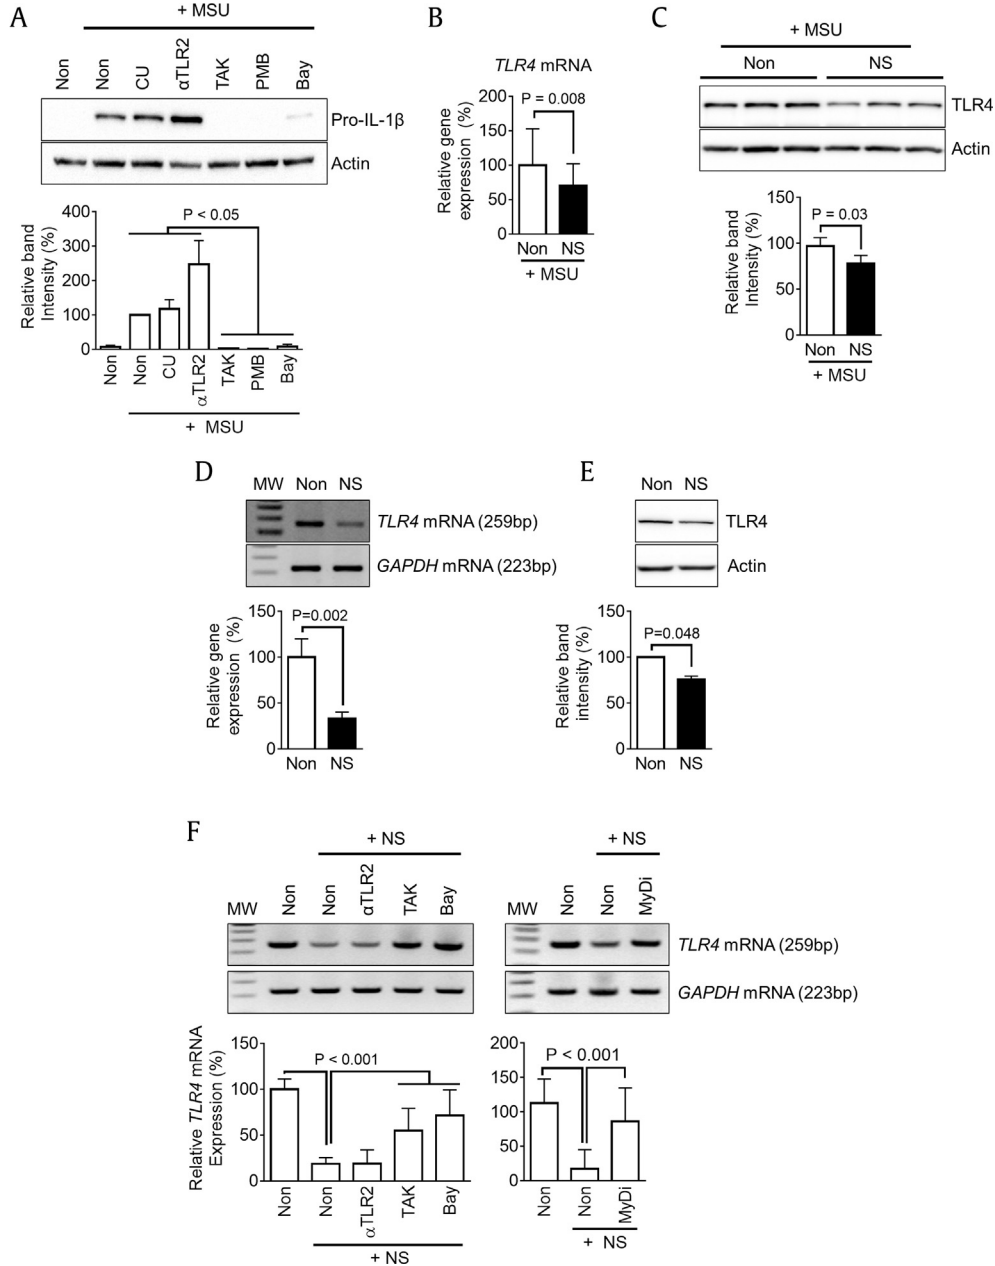 A
+ MSU
Non
Non
CU
αTLR2
TAK
PMB
Bay
Pro-IL-1β
Actin
Relative band
Intensity (%)
400
300
200
100
0
P < 0.05
Non
Non
CU
αTLR2
TAK
PMB
Bay
+ MSU
B
TLR4 mRNA
Relative gene
expression (%)
200
150
100
50
0
P = 0.008
Non NS
+ MSU
C
+ MSU
Non NS
TLR4
Actin
Relative band
Intensity (%)
150
100
50
0
P = 0.03
Non NS
+ MSU
D
MW Non NS
TLR4 mRNA (259bp)
GAPDH mRNA (223bp)
Relative gene
expression (%)
150
100
50
0
P=0.002
Non NS
E
Non NS
TLR4
Actin
Relative band
intensity (%)
150
100
50
0
P=0.048
Non NS
F
+ NS
MW
Non
Non
αTLR2
TAK
Bay
+ NS
MW
Non
Non
MyDi
TLR4 mRNA (259bp)
GAPDH mRNA (223bp)
Relative TLR4 mRNA
Expression (%)
150
100
50
0
P < 0.001
Non
Non
αTLR2
TAK
Bay
+ NS
200
150
100
50
0
P < 0.001
Non
Non
MyDi
+ NS